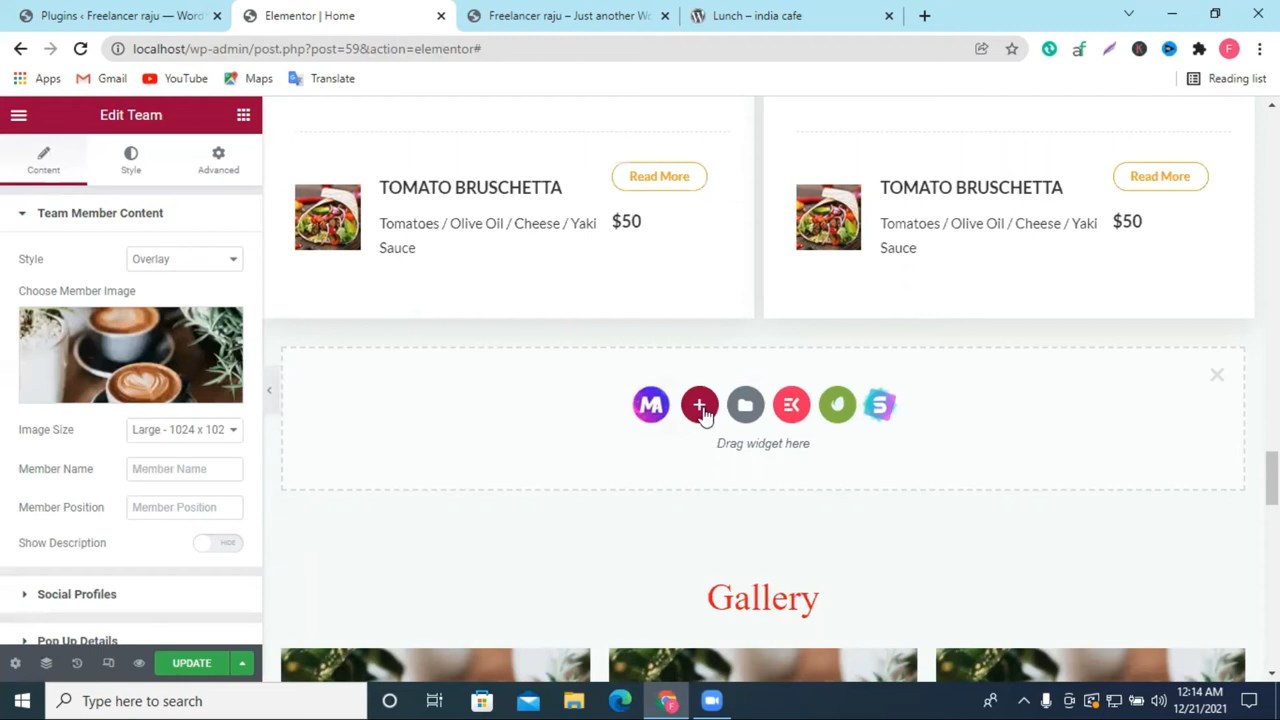 Plugins ‹ Freelancer raju — Word
Elementor | Home
Freelancer raju – Just another Wo
Lunch – india cafe
localhost/wp-admin/post.php?post=59&action=elementor#
F
Apps
Gmail
YouTube
Maps
Translate
Reading list
Edit Team
Content
Style
Advanced
Team Member Content
Style
Overlay
Choose Member Image
Image Size
Large - 1024 x 102
Member Name
Member Name
Member Position
Member Position
Show Description
HIDE
Social Profiles
Pop Up Details
UPDATE
TOMATO BRUSCHETTA
Read More
Tomatoes / Olive Oil / Cheese / Yaki
Sauce
$50
TOMATO BRUSCHETTA
Read More
Tomatoes / Olive Oil / Cheese / Yaki
Sauce
$50
Drag widget here
Gallery
Type here to search
12:14 AM
12/21/2021